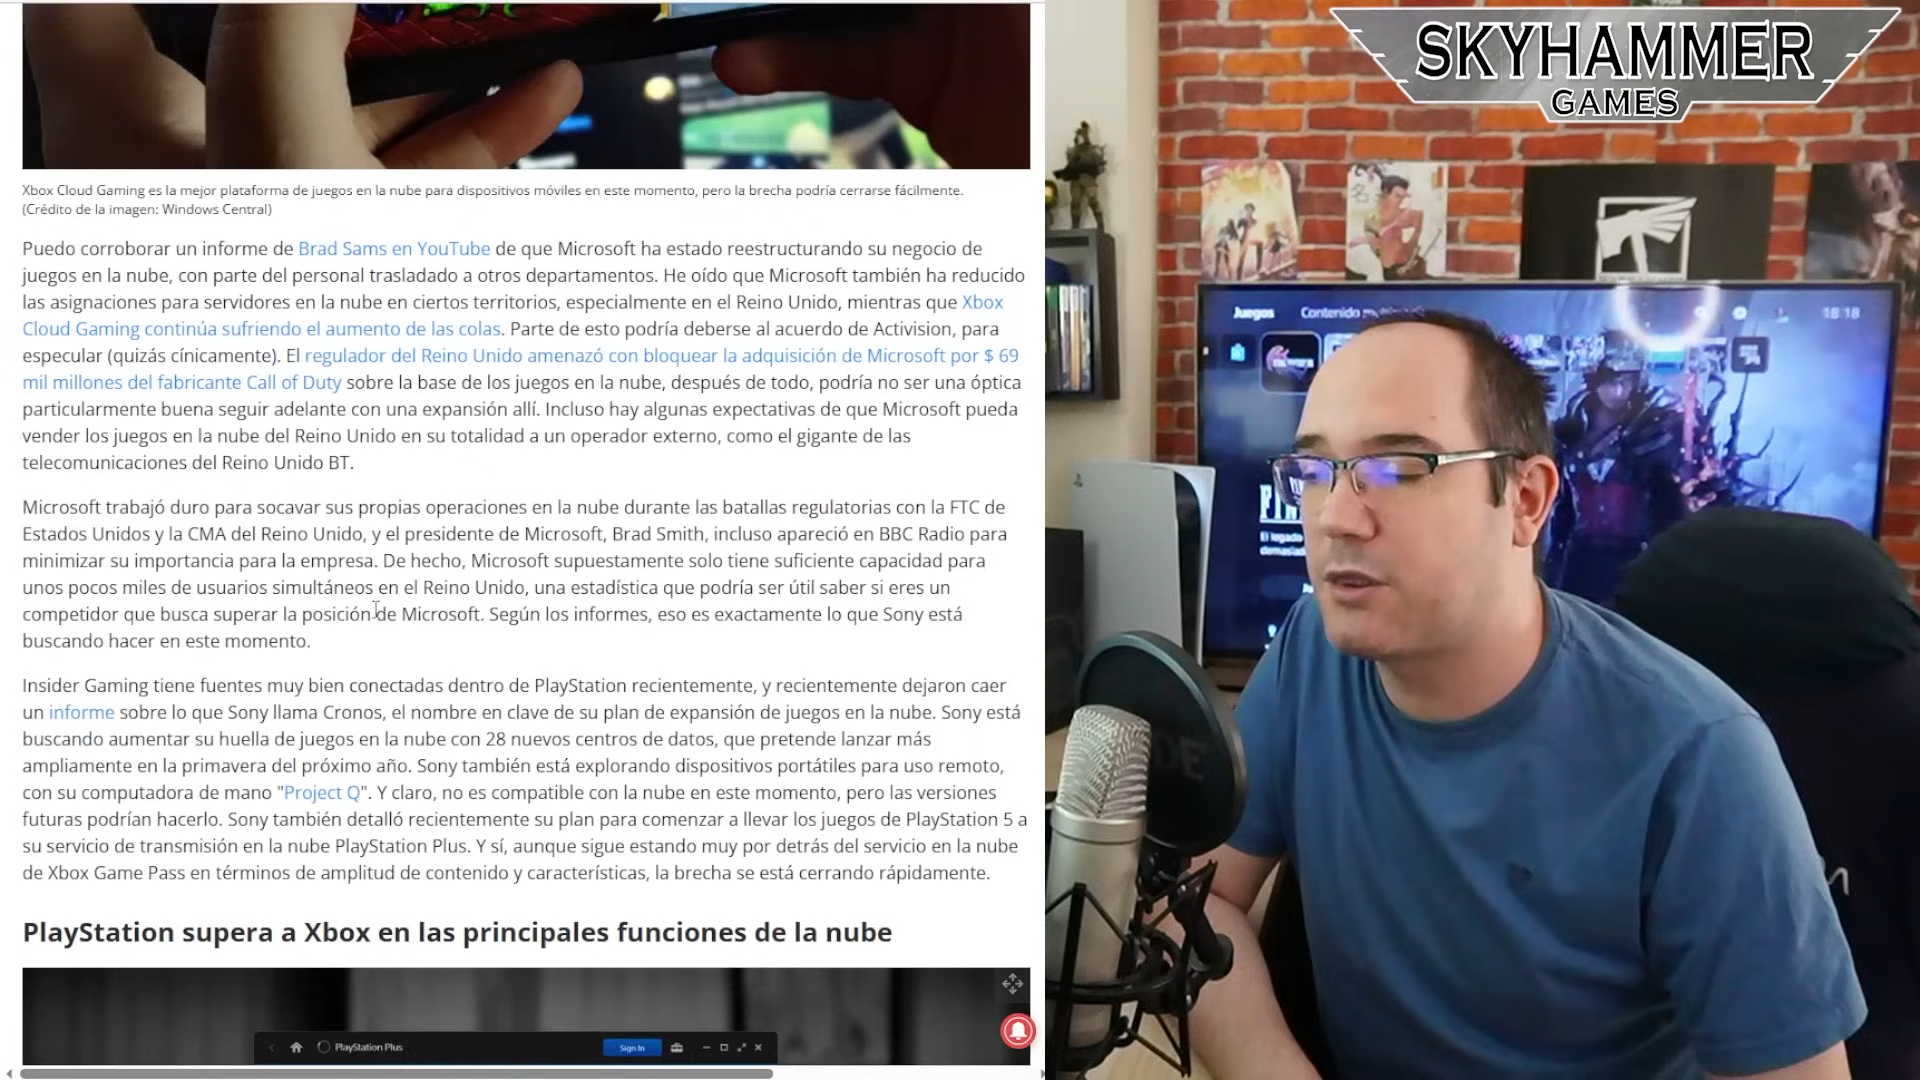 SKYHAMMER
GAMES
Xbox Cloud Gaming es la mejor plataforma de juegos en la nube para dispositivos móviles en este momento, pero la brecha podría cerrarse fácilmente.
(Crédito de la imagen: Windows Central)
Puedo corroborar un informe de Brad Sams en YouTube de que Microsoft ha estado reestructurando su negocio de
juegos en la nube, con parte del personal trasladado a otros departamentos. He oído que Microsoft también ha reducido
las asignaciones para servidores en la nube en ciertos territorios, especialmente en el Reino Unido, mientras que Xbox
Cloud Gaming continúa sufriendo el aumento de las colas. Parte de esto podría deberse al acuerdo de Activision, para
especular (quizás cínicamente). El regulador del Reino Unido amenazó con bloquear la adquisición de Microsoft por $ 69
mil millones del fabricante Call of Duty sobre la base de los juegos en la nube, después de todo, podría no ser una óptica
particularmente buena seguir adelante con una expansión allí. Incluso hay algunas expectativas de que Microsoft pueda
vender los juegos en la nube del Reino Unido en su totalidad a un operador externo, como el gigante de las
telecomunicaciones del Reino Unido BT.
Microsoft trabajó duro para socavar sus propias operaciones en la nube durante las batallas regulatorias con la FTC de
Estados Unidos y la CMA del Reino Unido, y el presidente de Microsoft, Brad Smith, incluso apareció en BBC Radio para
minimizar su importancia para la empresa. De hecho, Microsoft supuestamente solo tiene suficiente capacidad para
unos pocos miles de usuarios simultáneos en el Reino Unido, una estadística que podría ser útil saber si eres un
competidor que busca superar la posición de Microsoft. Según los informes, eso es exactamente lo que Sony está
buscando hacer en este momento.
Insider Gaming tiene fuentes muy bien conectadas dentro de PlayStation recientemente, y recientemente dejaron caer
un informe sobre lo que Sony llama Cronos, el nombre en clave de su plan de expansión de juegos en la nube. Sony está
buscando aumentar su huella de juegos en la nube con 28 nuevos centros de datos, que pretende lanzar más
ampliamente en la primavera del próximo año. Sony también está explorando dispositivos portátiles para uso remoto,
con su computadora de mano "Project Q". Y claro, no es compatible con la nube en este momento, pero las versiones
futuras podrían hacerlo. Sony también detalló recientemente su plan para comenzar a llevar los juegos de PlayStation 5 a
su servicio de transmisión en la nube PlayStation Plus. Y sí, aunque sigue estando muy por detrás del servicio en la nube
de Xbox Game Pass en términos de amplitud de contenido y características, la brecha se está cerrando rápidamente.
PlayStation supera a Xbox en las principales funciones de la nube
PlayStation Plus
Sign In
Juegos
Contenido
18:18
El legado